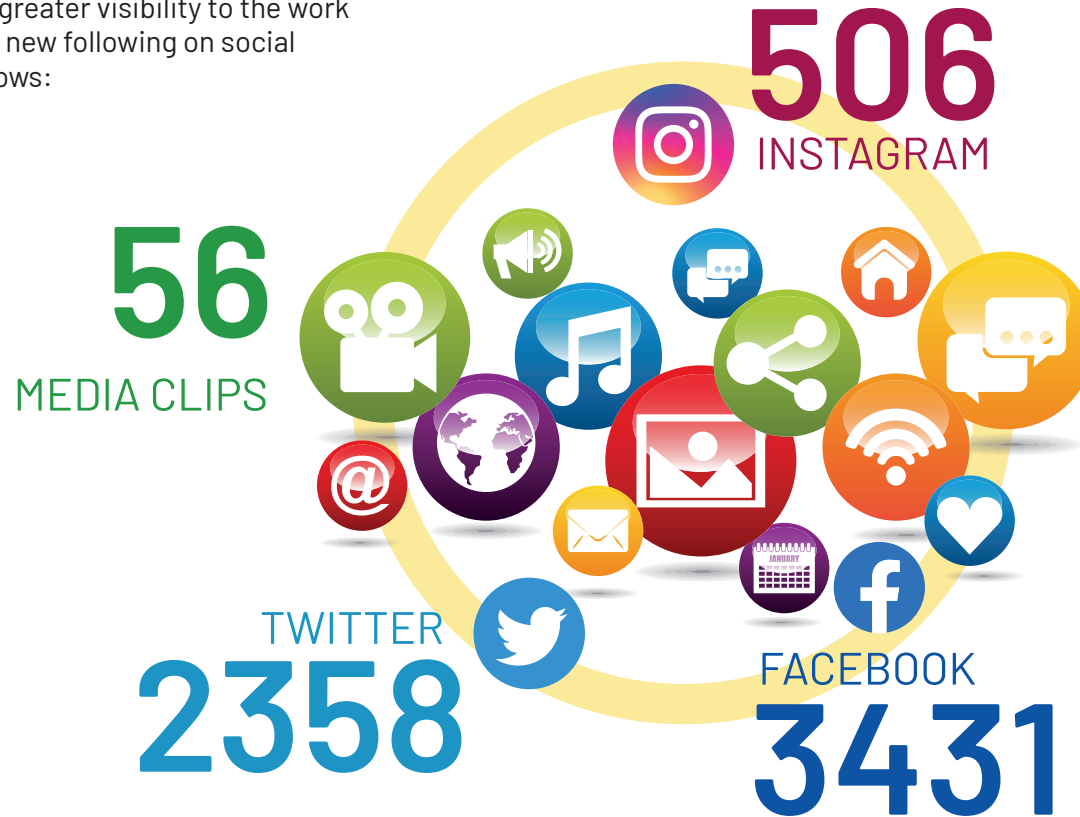 greater visibility to the work
new following on social
ows:
506
INSTAGRAM
56
MEDIA CLIPS
@
JANUARY
TWITTER
2358
FACEBOOK
3431